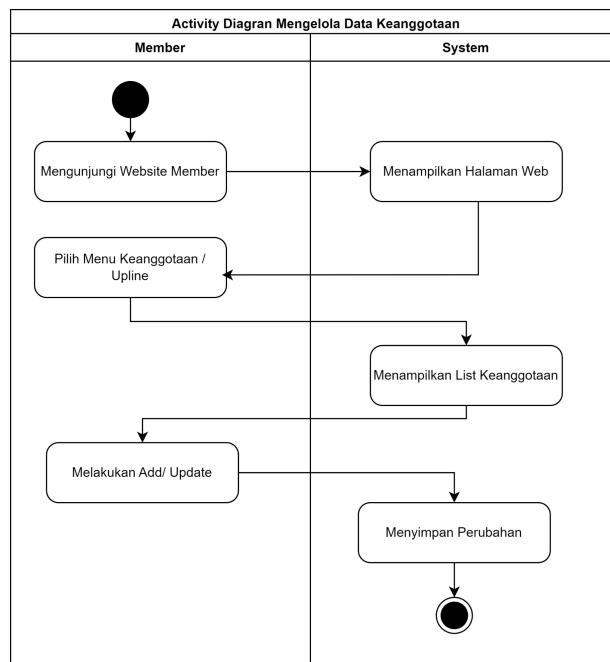 Activity Diagran Mengelola Data Keanggotaan
Member
System
Mengunjungi Website Member
Menampilkan Halaman Web
Pilih Menu Keanggotaan /
Upline
Menampilkan List Keanggotaan
Melakukan Add/ Update
Menyimpan Perubahan